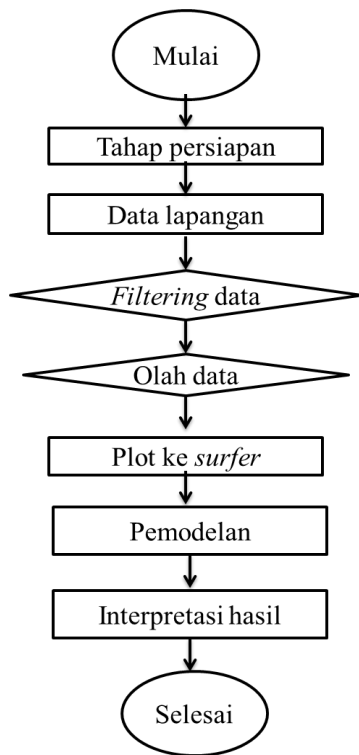 Mulai
Tahap persiapan
Data lapangan
Filtering data
Olah data
Plot ke surfer
Pemodelan
Interpretasi hasil
Selesai